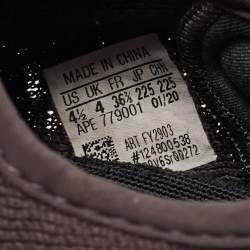 MADE IN CHINA
US UK FR JP CHN
4½ 4 36⅔ 225 225
APE 779001 01/20
ART FY2903
#124800538